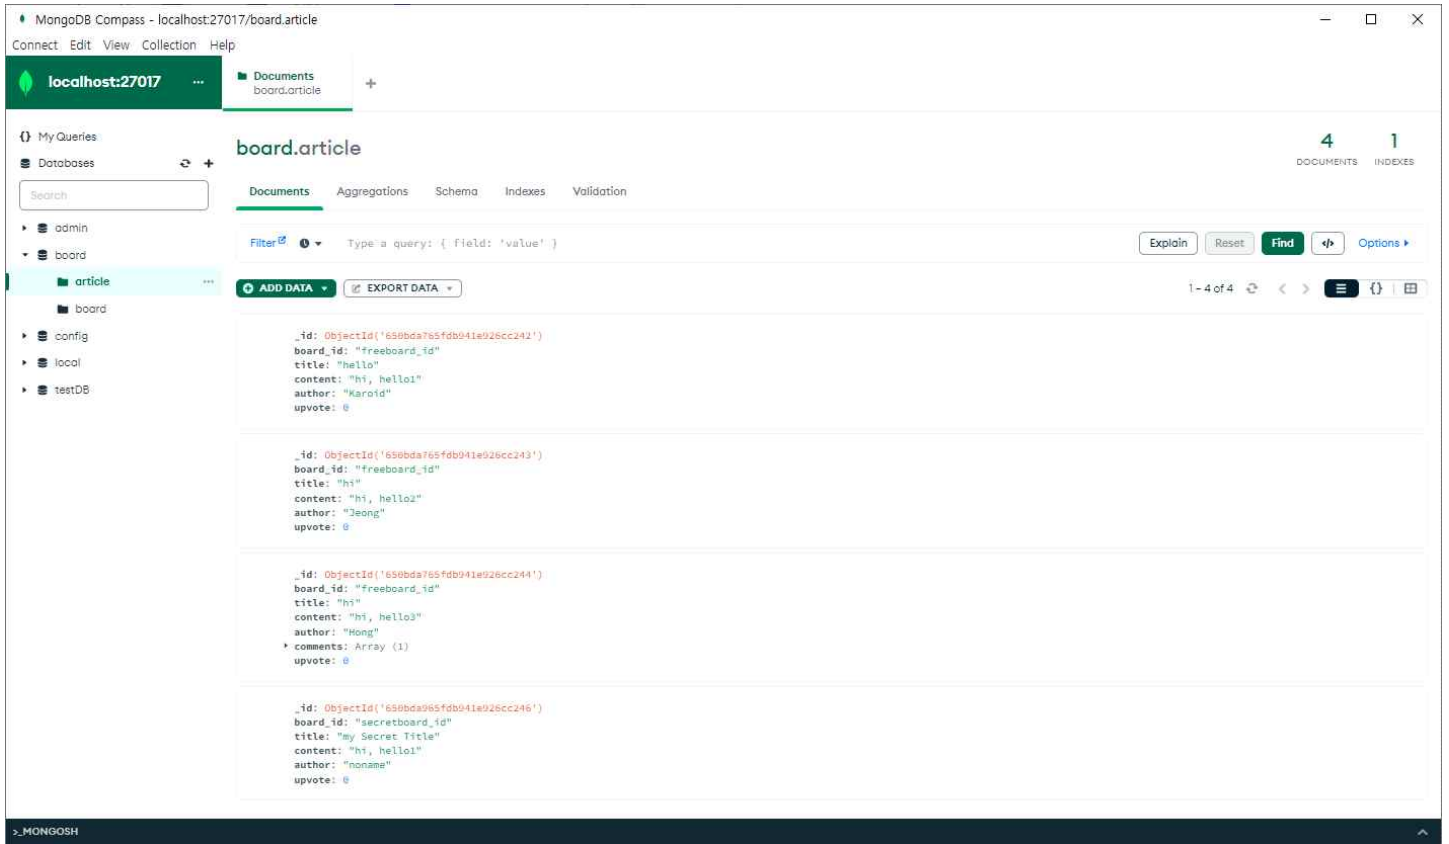 MongoDB Compass - localhost:27017/board.article
Connect Edit View Collection Help
localhost:27017 ...
Documents
board.article
+
{} My Queries
Databases
Search
admin
board
article ...
board
config
local
testDB
board.article
4
DOCUMENTS
1
INDEXES
Documents Aggregations Schema Indexes Validation
Filter Type a query: { field: 'value' } Explain Reset Find </> Options
ADD DATA EXPORT DATA 1 - 4 of 4 {}
_id: ObjectId('650bda765fdb941e926cc242')
board_id: "freeboard_id"
title: "hello"
content: "hi, hello1"
author: "Karoid"
upvote: 0
_id: ObjectId('650bda765fdb941e926cc243')
board_id: "freeboard_id"
title: "hi"
content: "hi, hello2"
author: "Jeong"
upvote: 0
_id: ObjectId('650bda765fdb941e926cc244')
board_id: "freeboard_id"
title: "hi"
content: "hi, hello3"
author: "Hong"
comments: Array (1)
upvote: 0
_id: ObjectId('650bda965fdb941e926cc246')
board_id: "secretboard_id"
title: "my Secret Title"
content: "hi, hello1"
author: "noname"
upvote: 0
>_MONGOSH